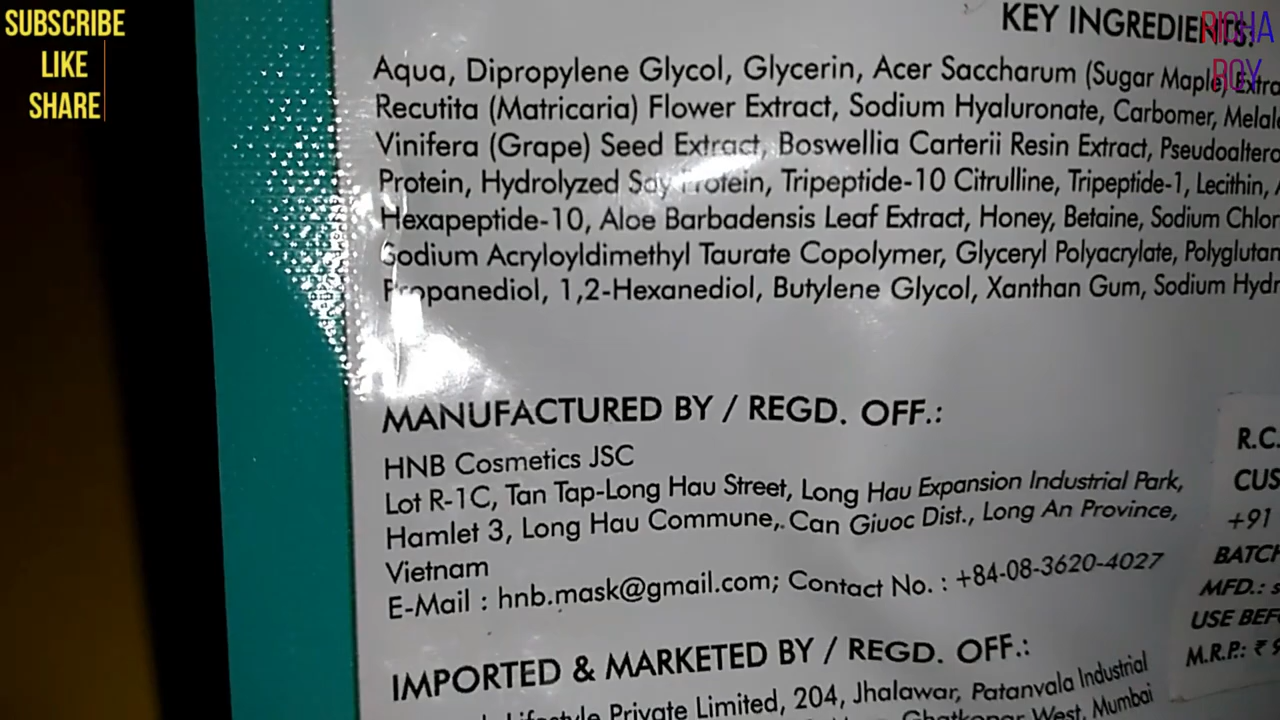 SUBSCRIBE
LIKE
SHARE
RICHA
ROY
KEY INGREDIENTS:
Aqua, Dipropylene Glycol, Glycerin, Acer Saccharum (Sugar Maple) Extra
Recutita (Matricaria) Flower Extract, Sodium Hyaluronate, Carbomer, Melal
Vinifera (Grape) Seed Extract, Boswellia Carterii Resin Extract, Pseudoaltero
Protein, Hydrolyzed Soy Protein, Tripeptide-10 Citrulline, Tripeptide-1, Lecithin,
Hexapeptide-10, Aloe Barbadensis Leaf Extract, Honey, Betaine, Sodium Chlor
Sodium Acryloyldimethyl Taurate Copolymer, Glyceryl Polyacrylate, Polyglutam
Propanediol, 1,2-Hexanediol, Butylene Glycol, Xanthan Gum, Sodium Hydr
MANUFACTURED BY / REGD. OFF.:
HNB Cosmetics JSC
Lot R-1C, Tan Tap-Long Hau Street, Long Hau Expansion Industrial Park,
Hamlet 3, Long Hau Commune,. Can Giuoc Dist., Long An Province,
Vietnam
E-Mail : hnb.mask@gmail.com; Contact No. : +84-08-3620-4027
IMPORTED & MARKETED BY / REGD. OFF.:
Lifestyle Private Limited, 204, Jhalawar, Patanvala Industrial
Ghatkopar West, Mumbai
R.C.
CUS
+91
BATCH
MFD.:
USE BEF
M.R.P.: ₹